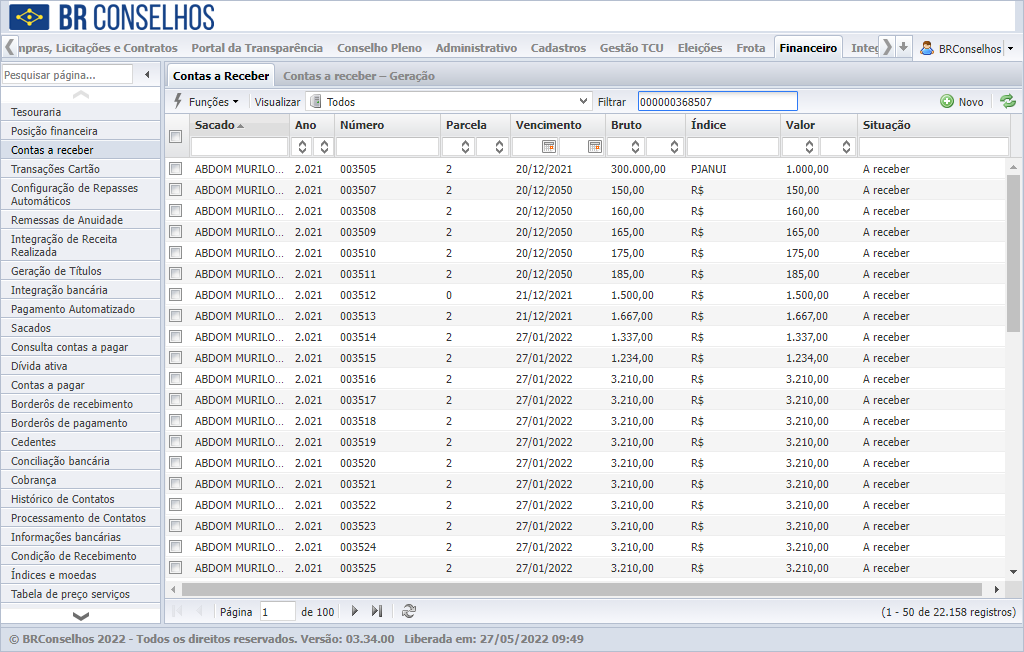 BR CONSELHOS
mpras, Licitações e Contratos Portal da Transparência Conselho Pleno Administrativo Cadastros Gestão TCU Eleições Frota Financeiro Integ BRConselhos
Pesquisar página...
Contas a Receber Contas a receber – Geração
Funções Visualizar Todos Filtrar 000000368507 Novo
Tesouraria
Posição financeira
Contas a receber
Transações Cartão
Configuração de Repasses
Automáticos
Remessas de Anuidade
Integração de Receita
Realizada
Geração de Títulos
Integração bancária
Pagamento Automatizado
Sacados
Consulta contas a pagar
Dívida ativa
Contas a pagar
Borderôs de recebimento
Borderôs de pagamento
Cedentes
Conciliação bancária
Cobrança
Histórico de Contatos
Processamento de Contatos
Informações bancárias
Condição de Recebimento
Índices e moedas
Tabela de preço serviços
Sacado Ano Número Parcela Vencimento Bruto Índice Valor Situação
ABDOM MURILO... 2.021 003505 2 20/12/2021 300.000,00 PJANUI 1.000,00 A receber
ABDOM MURILO... 2.021 003507 2 20/12/2050 150,00 R$ 150,00 A receber
ABDOM MURILO... 2.021 003508 2 20/12/2050 160,00 R$ 160,00 A receber
ABDOM MURILO... 2.021 003509 2 20/12/2050 165,00 R$ 165,00 A receber
ABDOM MURILO... 2.021 003510 2 20/12/2050 175,00 R$ 175,00 A receber
ABDOM MURILO... 2.021 003511 2 20/12/2050 185,00 R$ 185,00 A receber
ABDOM MURILO... 2.021 003512 0 21/12/2021 1.500,00 R$ 1.500,00 A receber
ABDOM MURILO... 2.021 003513 2 21/12/2021 1.667,00 R$ 1.667,00 A receber
ABDOM MURILO... 2.021 003514 2 27/01/2022 1.337,00 R$ 1.337,00 A receber
ABDOM MURILO... 2.021 003515 2 27/01/2022 1.234,00 R$ 1.234,00 A receber
ABDOM MURILO... 2.021 003516 2 27/01/2022 3.210,00 R$ 3.210,00 A receber
ABDOM MURILO... 2.021 003517 2 27/01/2022 3.210,00 R$ 3.210,00 A receber
ABDOM MURILO... 2.021 003518 2 27/01/2022 3.210,00 R$ 3.210,00 A receber
ABDOM MURILO... 2.021 003519 2 27/01/2022 3.210,00 R$ 3.210,00 A receber
ABDOM MURILO... 2.021 003520 2 27/01/2022 3.210,00 R$ 3.210,00 A receber
ABDOM MURILO... 2.021 003521 2 27/01/2022 3.210,00 R$ 3.210,00 A receber
ABDOM MURILO... 2.021 003522 2 27/01/2022 3.210,00 R$ 3.210,00 A receber
ABDOM MURILO... 2.021 003523 2 27/01/2022 3.210,00 R$ 3.210,00 A receber
ABDOM MURILO... 2.021 003524 2 27/01/2022 3.210,00 R$ 3.210,00 A receber
ABDOM MURILO... 2.021 003525 2 27/01/2022 3.210,00 R$ 3.210,00 A receber
Página 1 de 100 (1 - 50 de 22.158 registros)
© BRConselhos 2022 - Todos os direitos reservados. Versão: 03.34.00 Liberada em: 27/05/2022 09:49